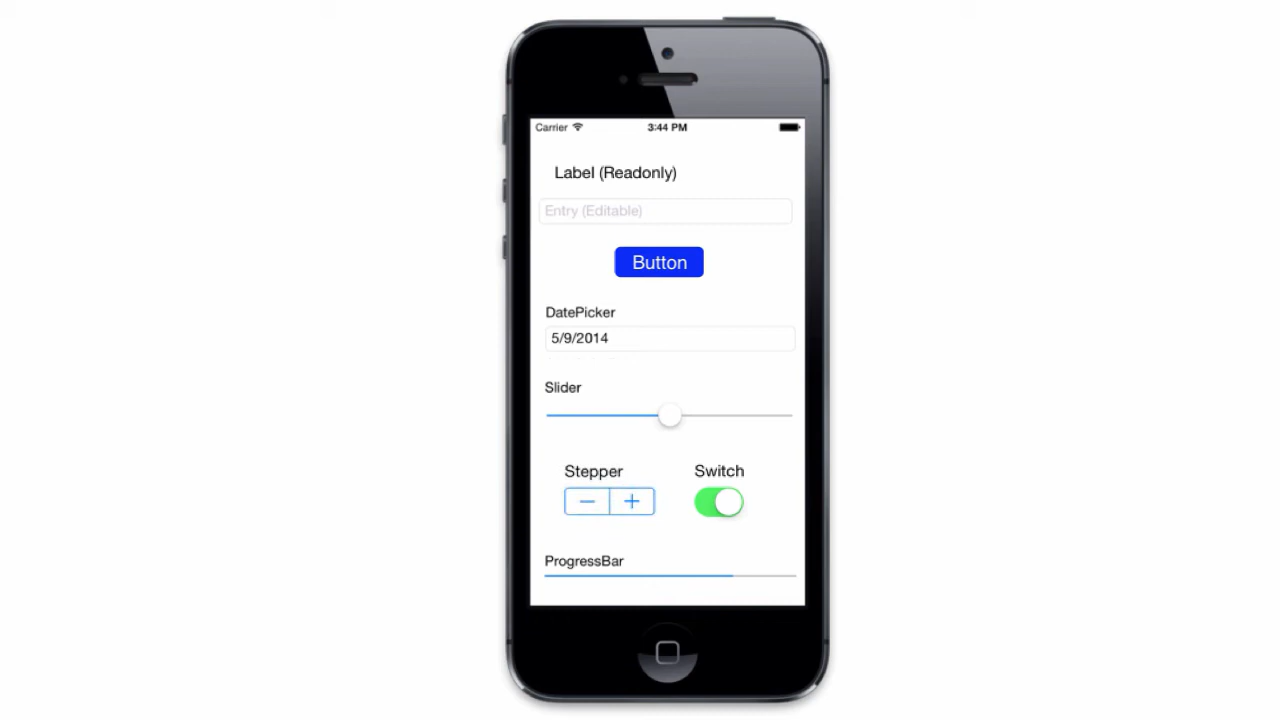 Carrier 3:44 PM
Label (Readonly)
Entry (Editable)
Button
DatePicker
5/9/2014
Slider
Stepper Switch
− +
ProgressBar